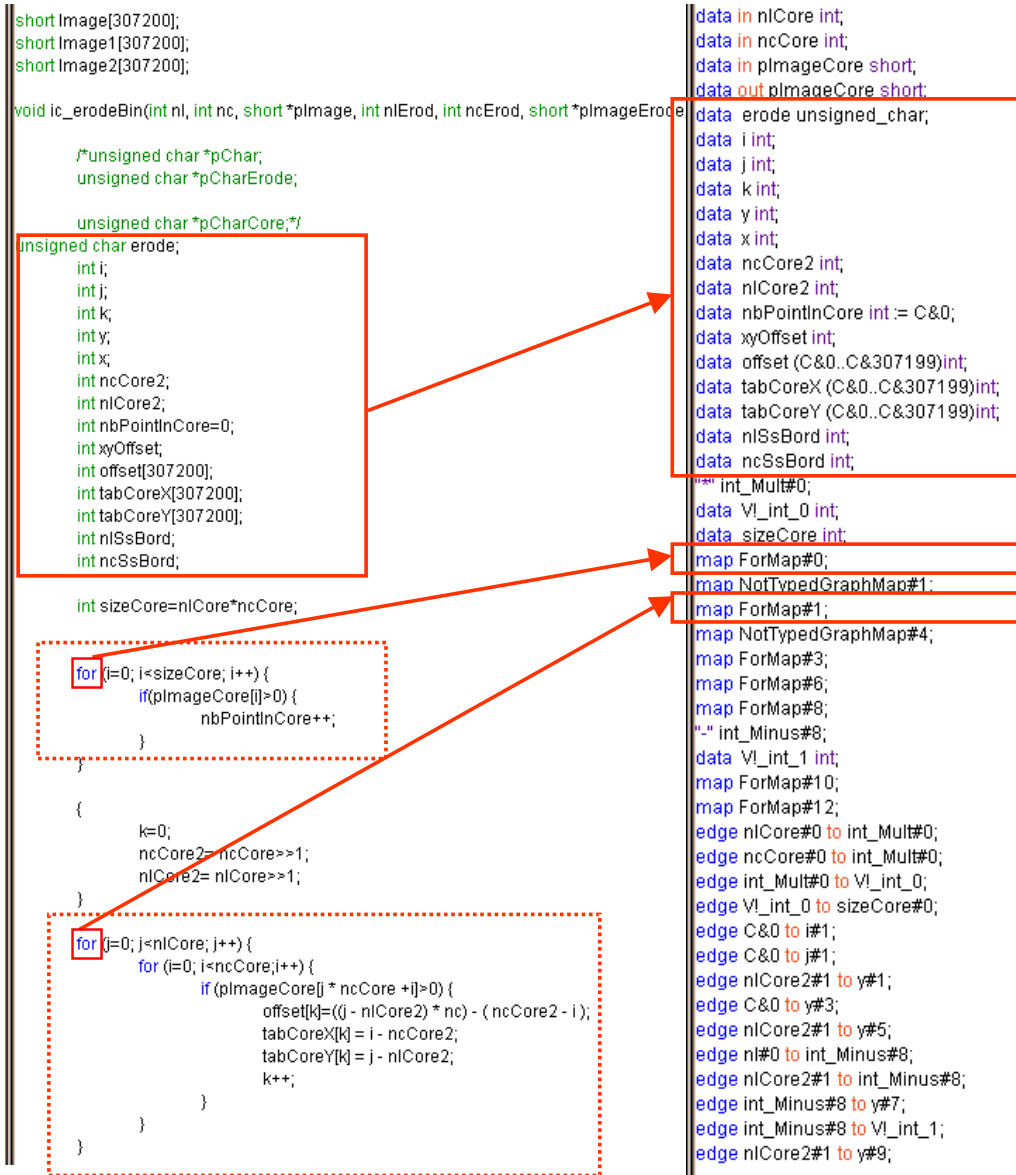 short Image[307200];
short Image1[307200];
short Image2[307200];
void ic_erodeBin(int nl, int nc, short *pImage, int nlErod, int ncErod, short *pImageErode
/*unsigned char *pChar;
unsigned char *pCharErode;
unsigned char *pCharCore;*/
unsigned char erode;
int i;
int j;
int k;
int y;
int x;
int ncCore2;
int nlCore2;
int nbPointInCore=0;
int xyOffset;
int offset[307200];
int tabCoreX[307200];
int tabCoreY[307200];
int nlSsBord;
int ncSsBord;
int sizeCore=nlCore*ncCore;
for (i=0; i<sizeCore; i++) {
if(pImageCore[i]>0) {
nbPointInCore++;
}
}
{
k=0;
ncCore2= ncCore>>1;
nlCore2= nlCore>>1;
}
for (j=0; j<nlCore; j++) {
for (i=0; i<ncCore;i++) {
if (pImageCore[j * ncCore +i]>0) {
offset[k]=((j - nlCore2) * nc) - ( ncCore2 - i );
tabCoreX[k] = i - ncCore2;
tabCoreY[k] = j - nlCore2;
k++;
}
}
}
data in nlCore int;
data in ncCore int;
data in pImageCore short;
data out pImageCore short;
data erode unsigned_char;
data i int;
data j int;
data k int;
data y int;
data x int;
data ncCore2 int;
data nlCore2 int;
data nbPointInCore int := C&0;
data xyOffset int;
data offset (C&0..C&307199)int;
data tabCoreX (C&0..C&307199)int;
data tabCoreY (C&0..C&307199)int;
data nlSsBord int;
data ncSsBord int;
"*" int_Mult#0;
data V!_int_0 int;
data sizeCore int;
map ForMap#0;
map NotTypedGraphMap#1;
map ForMap#1;
map NotTypedGraphMap#4;
map ForMap#3;
map ForMap#6;
map ForMap#8;
"-" int_Minus#8;
data V!_int_1 int;
map ForMap#10;
map ForMap#12;
edge nlCore#0 to int_Mult#0;
edge ncCore#0 to int_Mult#0;
edge int_Mult#0 to V!_int_0;
edge V!_int_0 to sizeCore#0;
edge C&0 to i#1;
edge C&0 to j#1;
edge nlCore2#1 to y#1;
edge C&0 to y#3;
edge nlCore2#1 to y#5;
edge nl#0 to int_Minus#8;
edge nlCore2#1 to int_Minus#8;
edge int_Minus#8 to y#7;
edge int_Minus#8 to V!_int_1;
edge nlCore2#1 to y#9;